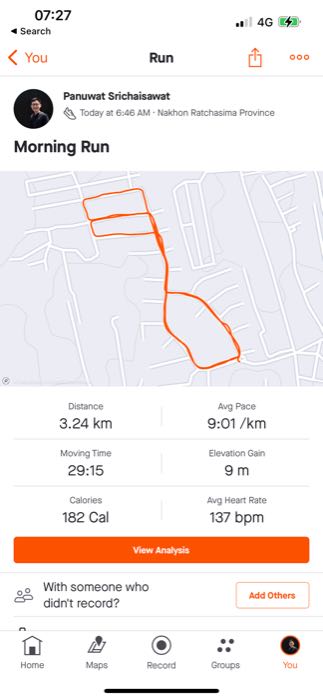 07:27
4G
◀ Search
You
Run
Panuwat Srichaisawat
Today at 6:46 AM · Nakhon Ratchasima Province
Morning Run
Distance
Avg Pace
3.24 km
9:01 /km
Moving Time
Elevation Gain
29:15
9 m
Calories
Avg Heart Rate
182 Cal
137 bpm
View Analysis
With someone who
didn't record?
Add Others
Home
Maps
Record
Groups
You